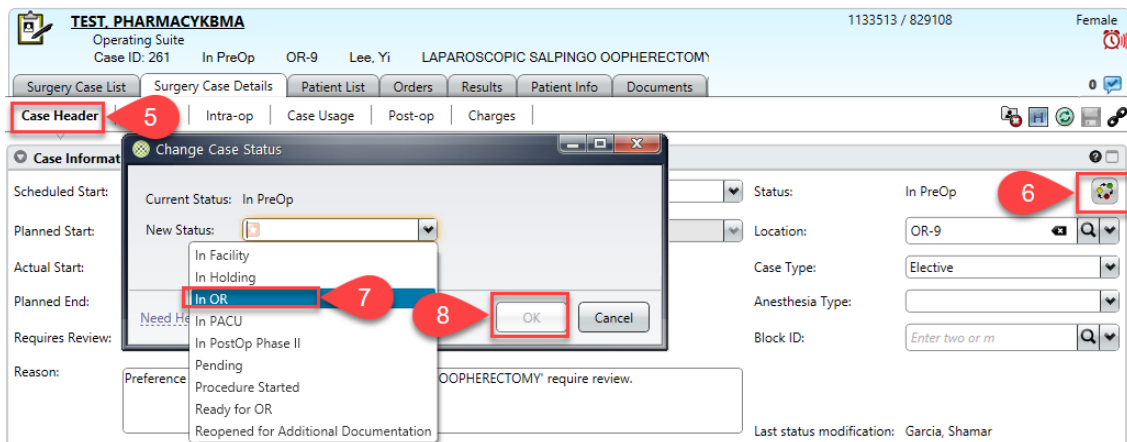 TEST, PHARMACYKBMA 1133513 / 829108 Female
Operating Suite
Case ID: 261 In PreOp OR-9 Lee, Yi LAPAROSCOPIC SALPINGO OOPHERECTOMY
Surgery Case List Surgery Case Details Patient List Orders Results Patient Info Documents 0
Case Header 5 Intra-op Case Usage Post-op Charges
Case Informat
Change Case Status
Scheduled Start: Status: In PreOp 6
Current Status: In PreOp
Planned Start: New Status: Location: OR-9
In Facility
Actual Start: Case Type: Elective
In Holding
Planned End: In OR 7 Anesthesia Type:
8 OK Cancel
Need He In PACU
Requires Review: In PostOp Phase II Block ID: Enter two or m
Pending
Reason: Preference OOPHERECTOMY' require review.
Procedure Started
Ready for OR
Reopened for Additional Documentation Last status modification: Garcia, Shamar